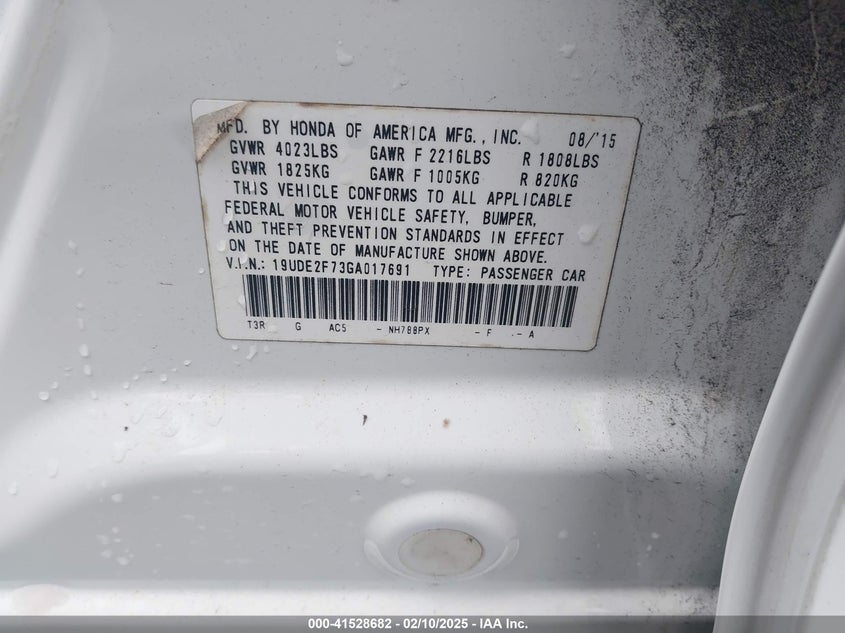 MFD. BY HONDA OF AMERICA MFG., INC. 08/'15
GVWR 4023LBS GAWR F 2216LBS R 1808LBS
GVWR 1825KG GAWR F 1005KG R 820KG
THIS VEHICLE CONFORMS TO ALL APPLICABLE
FEDERAL MOTOR VEHICLE SAFETY, BUMPER,
AND THEFT PREVENTION STANDARDS IN EFFECT
ON THE DATE OF MANUFACTURE SHOWN ABOVE.
V.I.N.: 19UDE2F73GA017691 TYPE: PASSENGER CAR
T3R G AC5 - NH788PX - F .- A
000-41528682 - 02/10/2025 - IAA Inc.